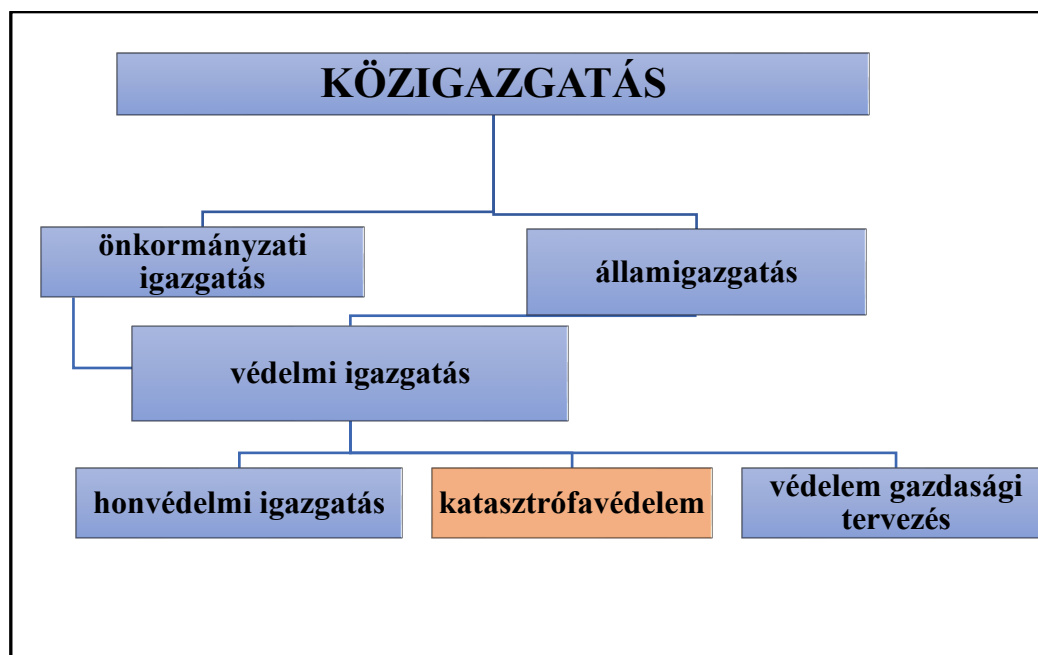 KÖZIGAZGATÁS
önkormányzati
igazgatás
államigazgatás
védelmi igazgatás
honvédelmi igazgatás
katasztrófavédelem
védelem gazdasági
tervezés